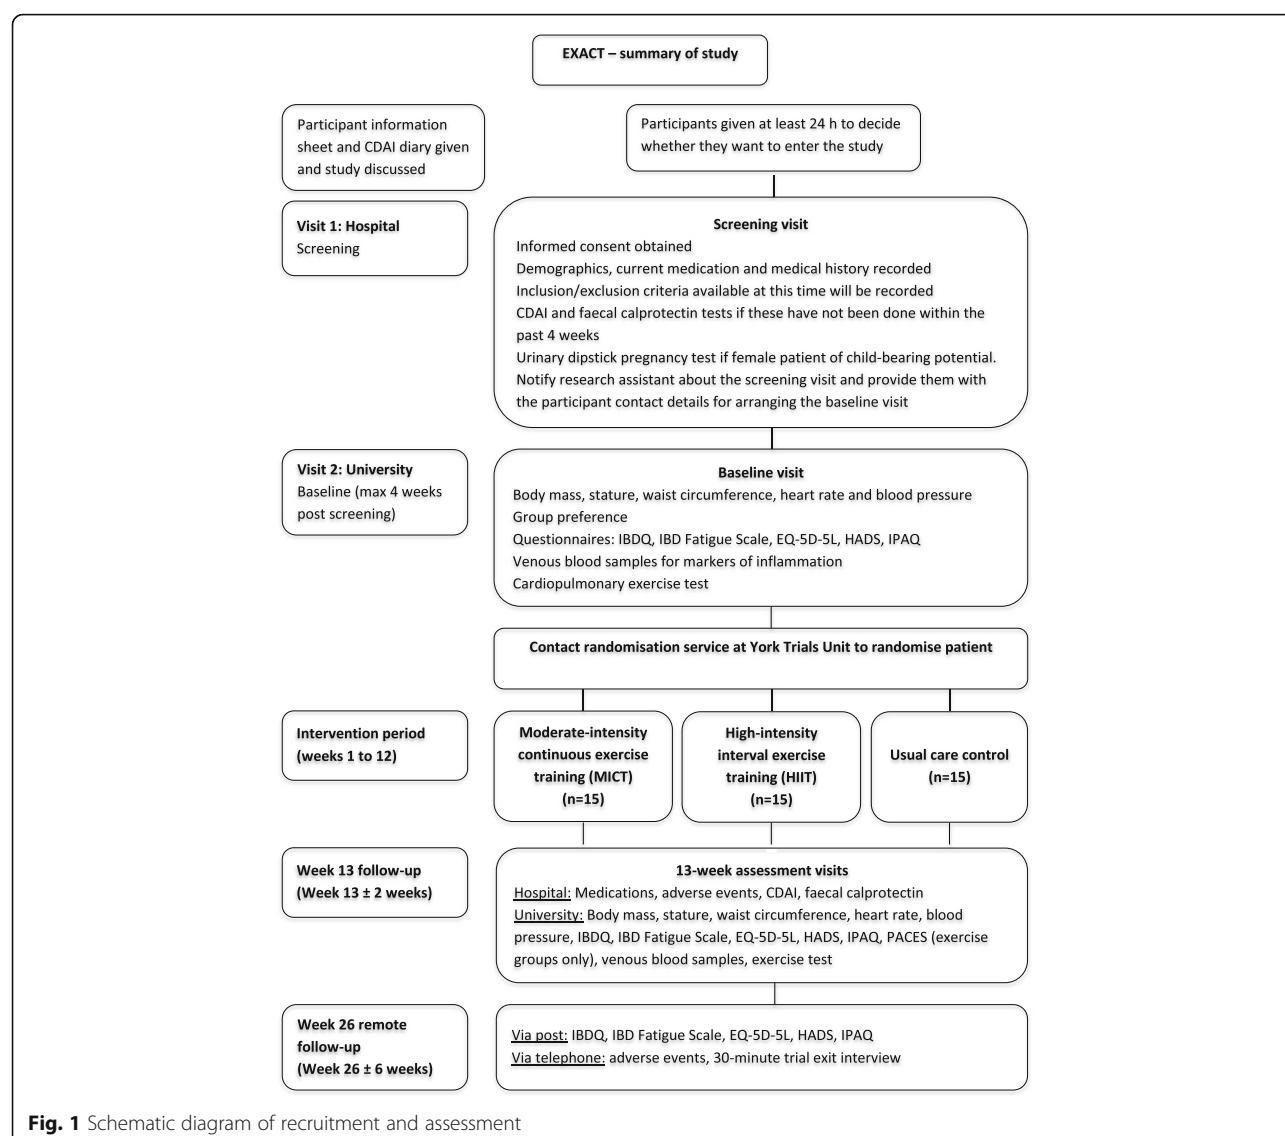 EXACT – summary of study
Participant information
sheet and CDAI diary given
and study discussed
Participants given at least 24 h to decide
whether they want to enter the study
Visit 1: Hospital
Screening
Screening visit
Informed consent obtained
Demographics, current medication and medical history recorded
Inclusion/exclusion criteria available at this time will be recorded
CDAI and faecal calprotectin tests if these have not been done within the
past 4 weeks
Urinary dipstick pregnancy test if female patient of child-bearing potential.
Notify research assistant about the screening visit and provide them with
the participant contact details for arranging the baseline visit
Visit 2: University
Baseline (max 4 weeks
post screening)
Baseline visit
Body mass, stature, waist circumference, heart rate and blood pressure
Group preference
Questionnaires: IBDQ, IBD Fatigue Scale, EQ-5D-5L, HADS, IPAQ
Venous blood samples for markers of inflammation
Cardiopulmonary exercise test
Contact randomisation service at York Trials Unit to randomise patient
Intervention period
(weeks 1 to 12)
Moderate-intensity
continuous exercise
training (MICT)
(n=15)
High-intensity
interval exercise
training (HIIT)
(n=15)
Usual care control
(n=15)
Week 13 follow-up
(Week 13 ± 2 weeks)
13-week assessment visits
Hospital: Medications, adverse events, CDAI, faecal calprotectin
University: Body mass, stature, waist circumference, heart rate, blood
pressure, IBDQ, IBD Fatigue Scale, EQ-5D-5L, HADS, IPAQ, PACES (exercise
groups only), venous blood samples, exercise test
Week 26 remote
follow-up
(Week 26 ± 6 weeks)
Via post: IBDQ, IBD Fatigue Scale, EQ-5D-5L, HADS, IPAQ
Via telephone: adverse events, 30-minute trial exit interview
Fig. 1 Schematic diagram of recruitment and assessment